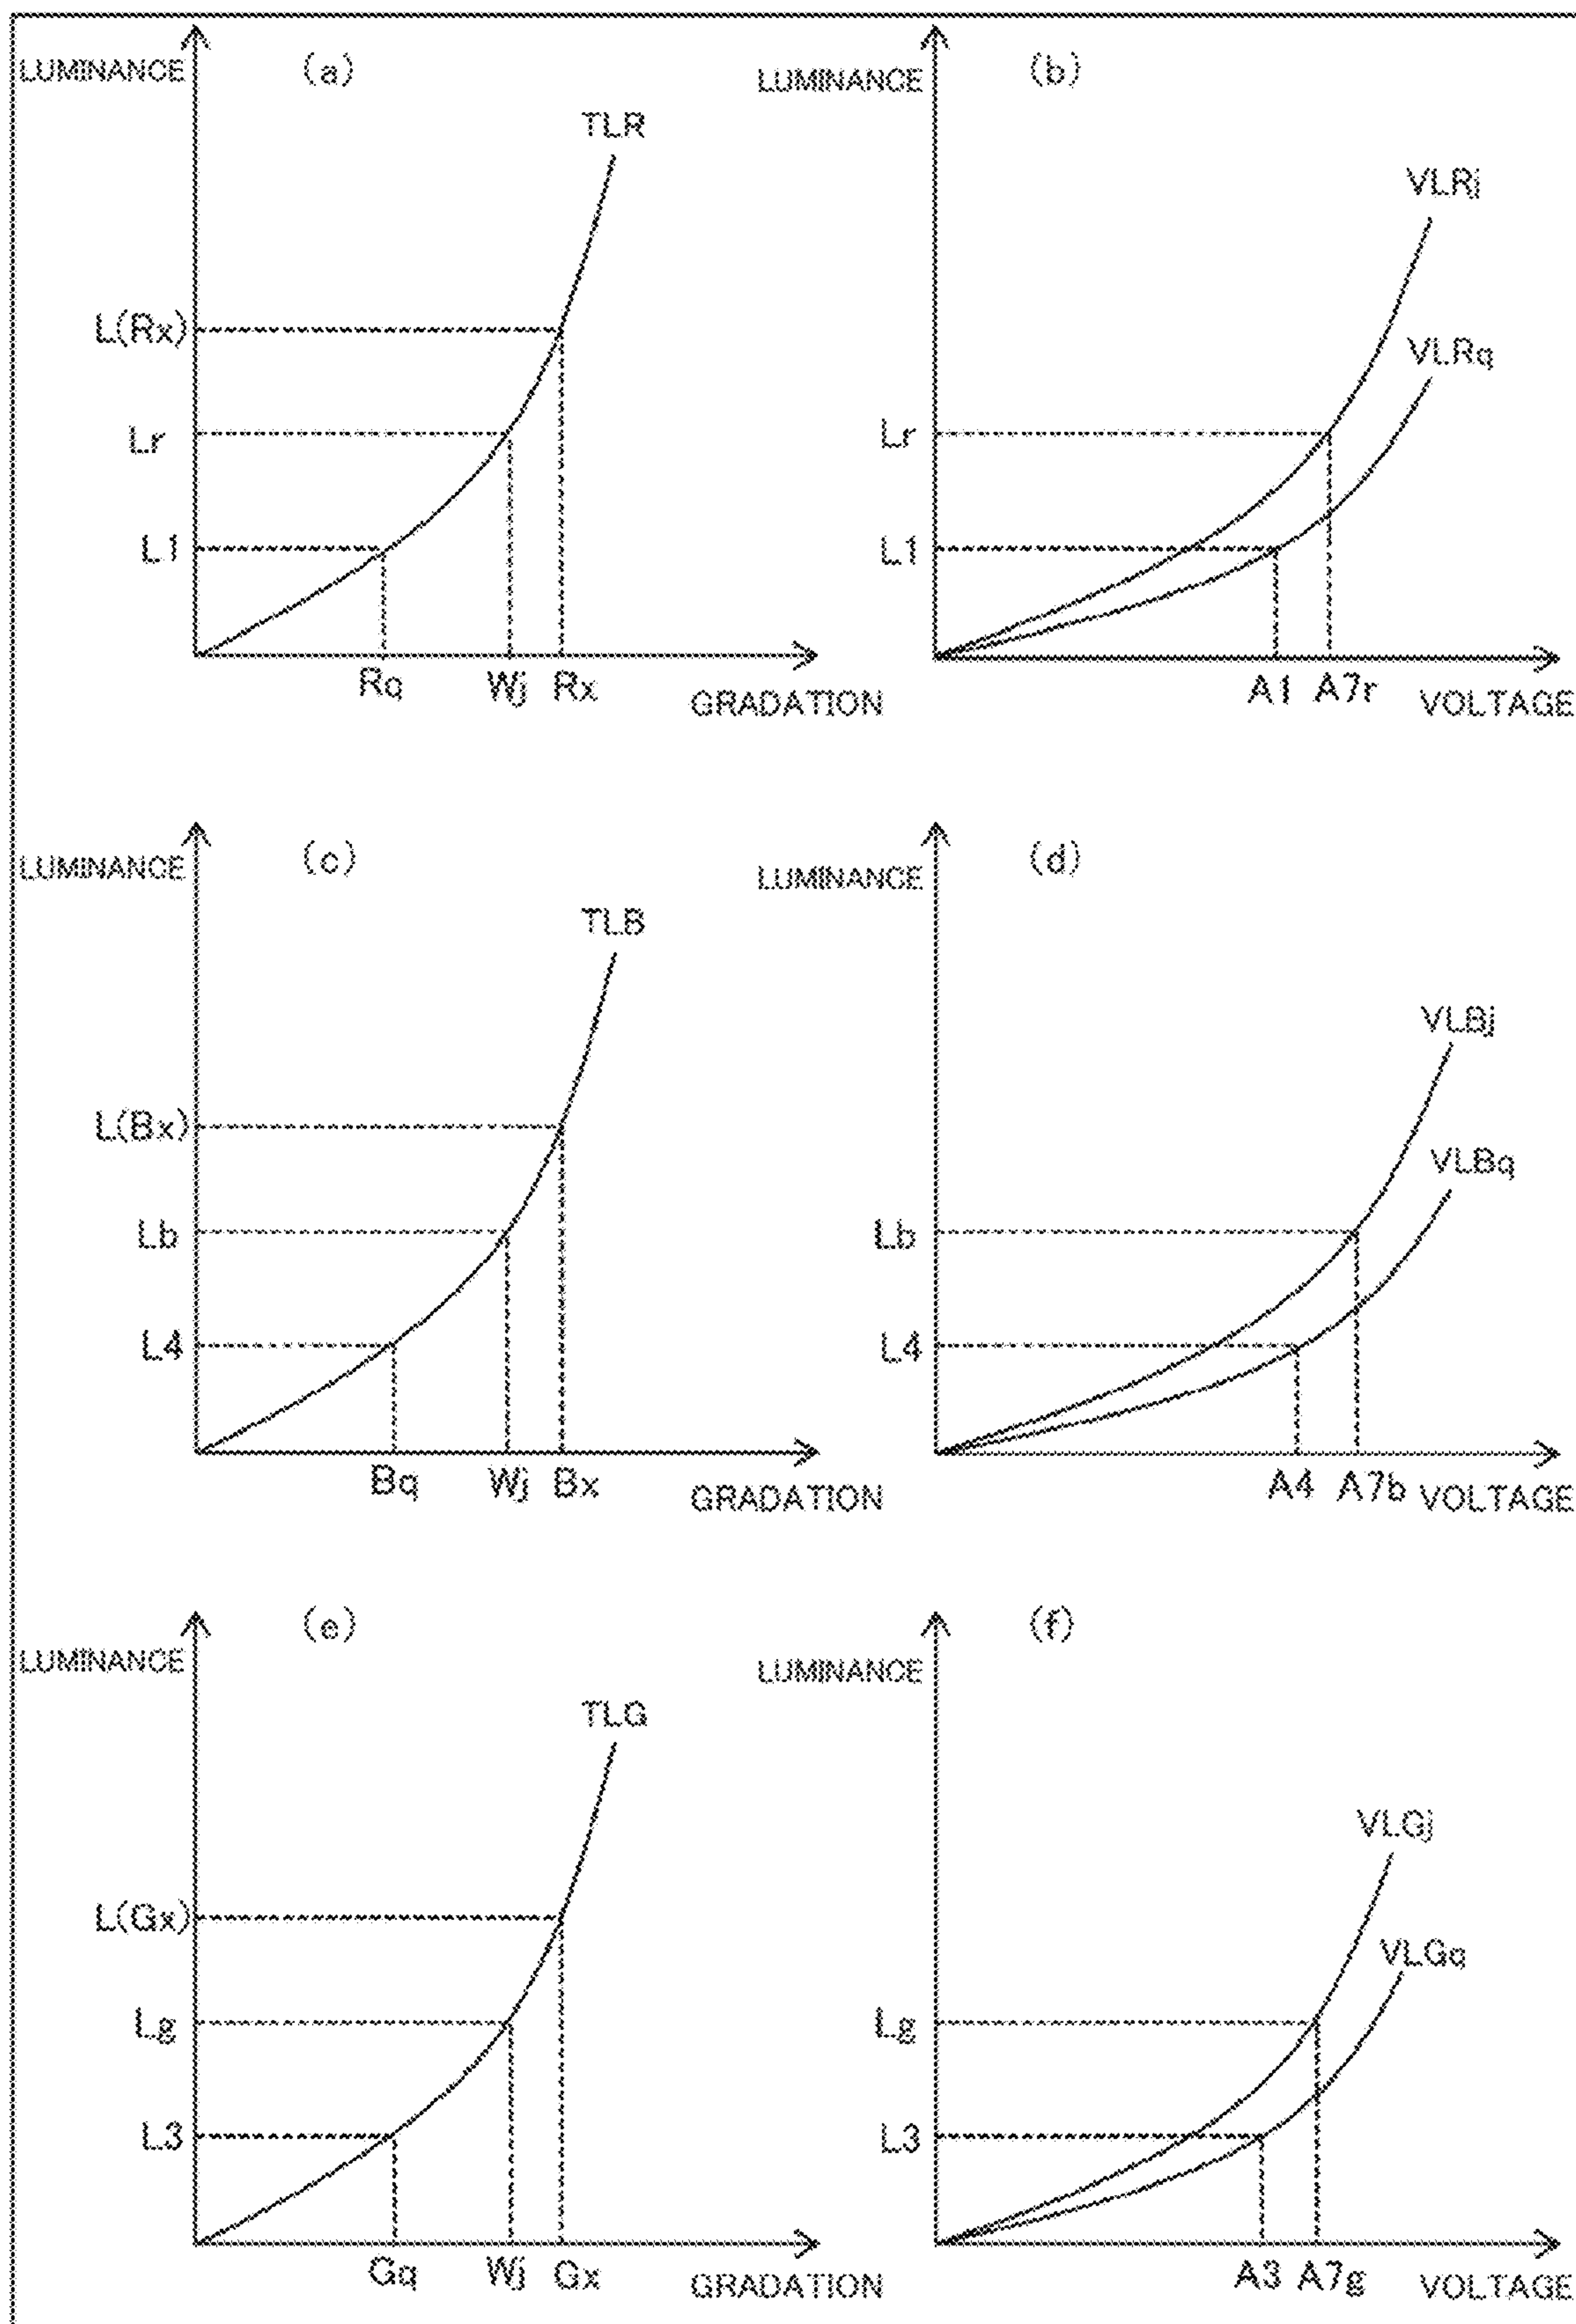 (a)
LUMINANCE
TLR
L(Rx)
Lr
L1
Rq
Wj
Rx
GRADATION
(b)
LUMINANCE
VLRj
VLRq
Lr
L1
A1
A7r
VOLTAGE
(c)
LUMINANCE
TLB
L(Bx)
Lb
L4
Bq
Wj
Bx
GRADATION
(d)
LUMINANCE
VLBj
VLBq
Lb
L4
A4
A7b
VOLTAGE
(e)
LUMINANCE
TLG
L(Gx)
Lg
L3
Gq
Wj
Gx
GRADATION
(f)
LUMINANCE
VLGj
VLGq
Lg
L3
A3
A7g
VOLTAGE